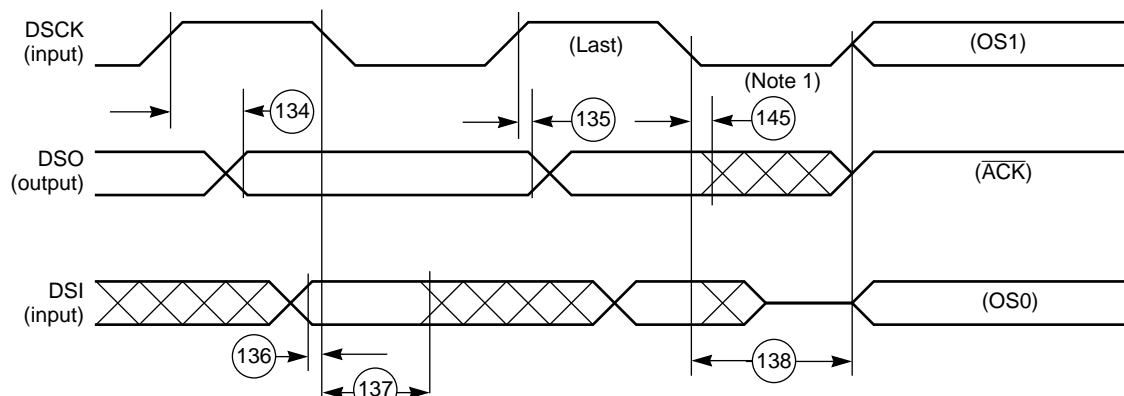 DSCK
(input)
(Last)
(Note 1)
(OS1)
134
135
145
DSO
(output)
(ACK)
DSI
(input)
(OS0)
136
137
138